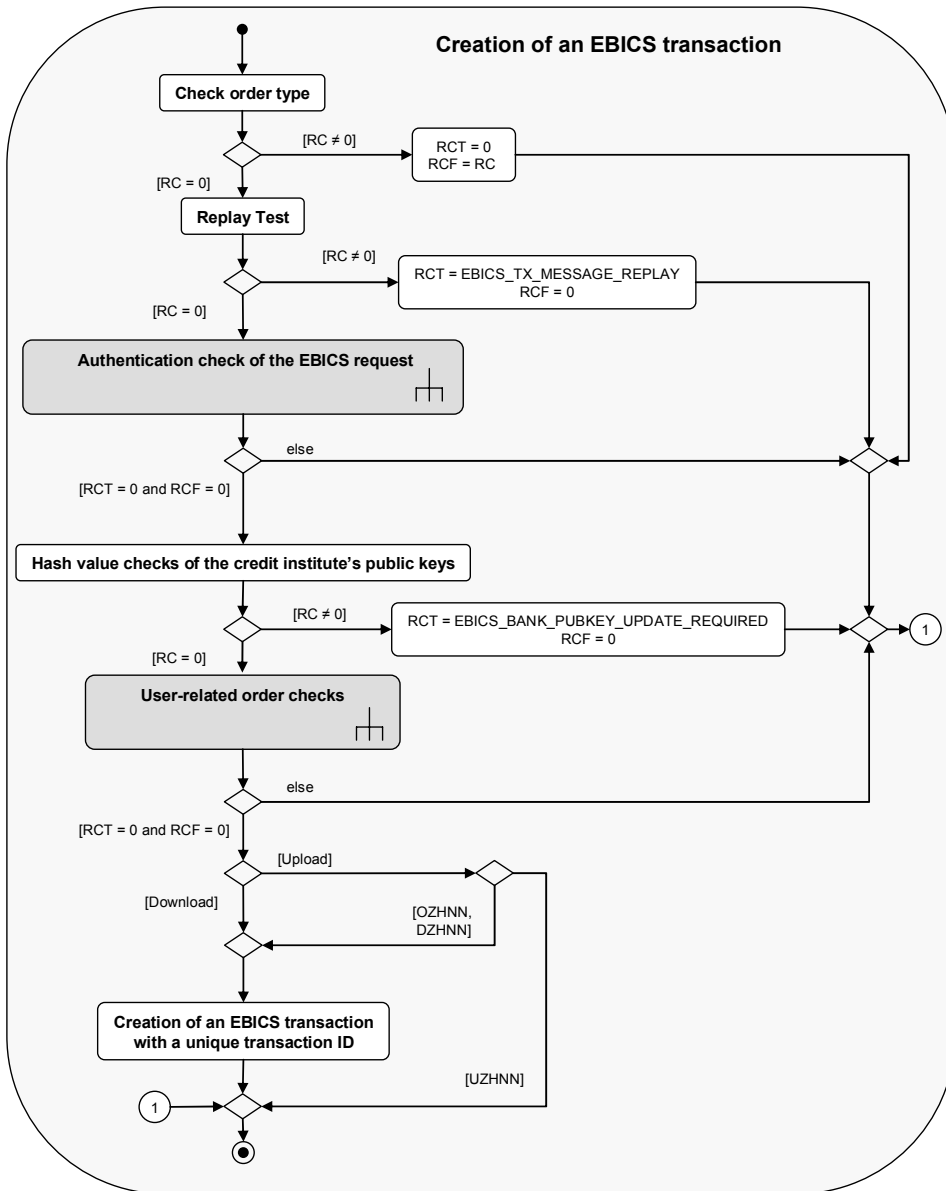 Creation of an EBICS transaction
Check order type
[RC ≠ 0]
RCT = 0
RCF = RC
[RC = 0]
Replay Test
[RC ≠ 0]
RCT = EBICS_TX_MESSAGE_REPLAY
RCF = 0
[RC = 0]
Authentication check of the EBICS request
else
[RCT = 0 and RCF = 0]
Hash value checks of the credit institute's public keys
[RC ≠ 0]
RCT = EBICS_BANK_PUBKEY_UPDATE_REQUIRED
RCF = 0
1
[RC = 0]
User-related order checks
else
[RCT = 0 and RCF = 0]
[Upload]
[Download]
[OZHNN,
DZHNN]
Creation of an EBICS transaction
with a unique transaction ID
[UZHNN]
1